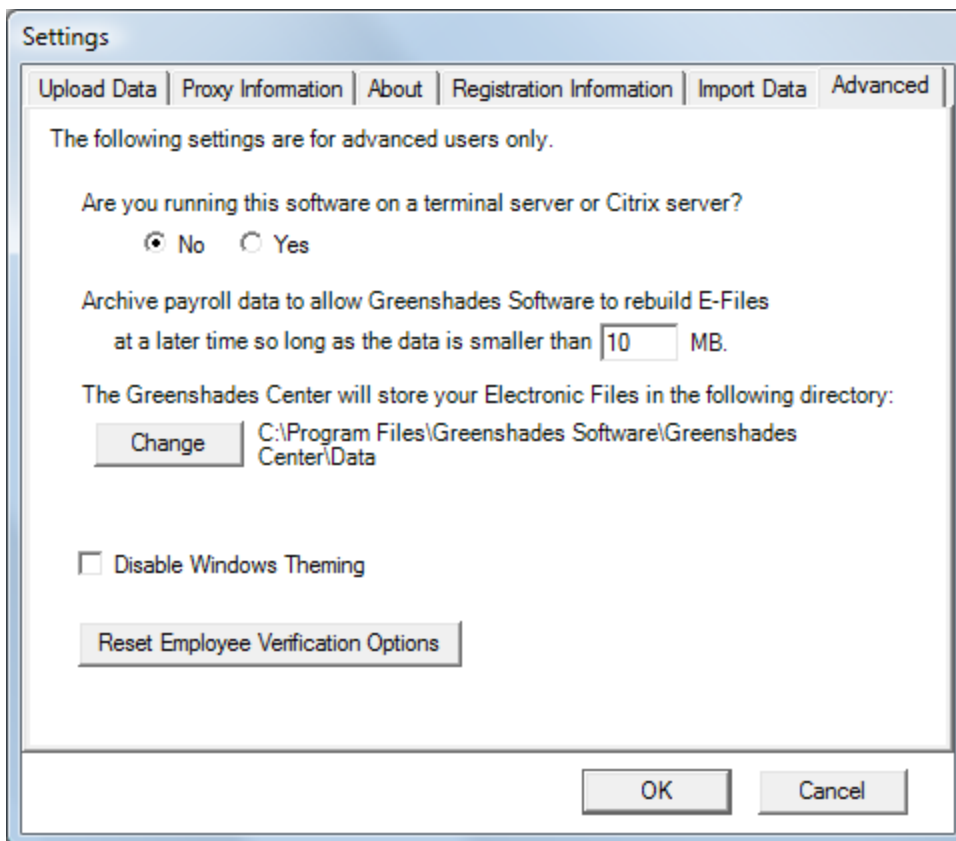 Settings
Upload Data Proxy Information About Registration Information Import Data Advanced
The following settings are for advanced users only.
Are you running this software on a terminal server or Citrix server?
No Yes
Archive payroll data to allow Greenshades Software to rebuild E-Files
at a later time so long as the data is smaller than 10 MB.
The Greenshades Center will store your Electronic Files in the following directory:
Change C:\Program Files\Greenshades Software\Greenshades
Center\Data
Disable Windows Theming
Reset Employee Verification Options
OK Cancel